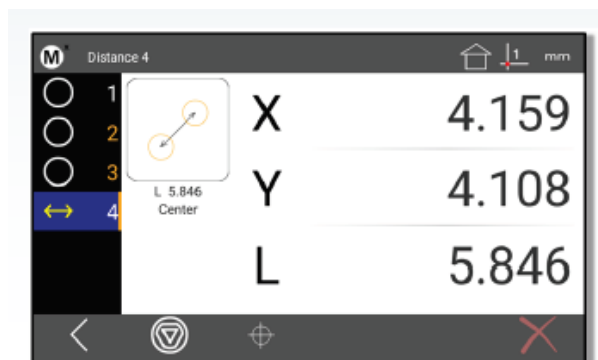 M Distance 4 1 mm
1
2
3
4
L 5.846
Center
X 4.159
Y 4.108
L 5.846